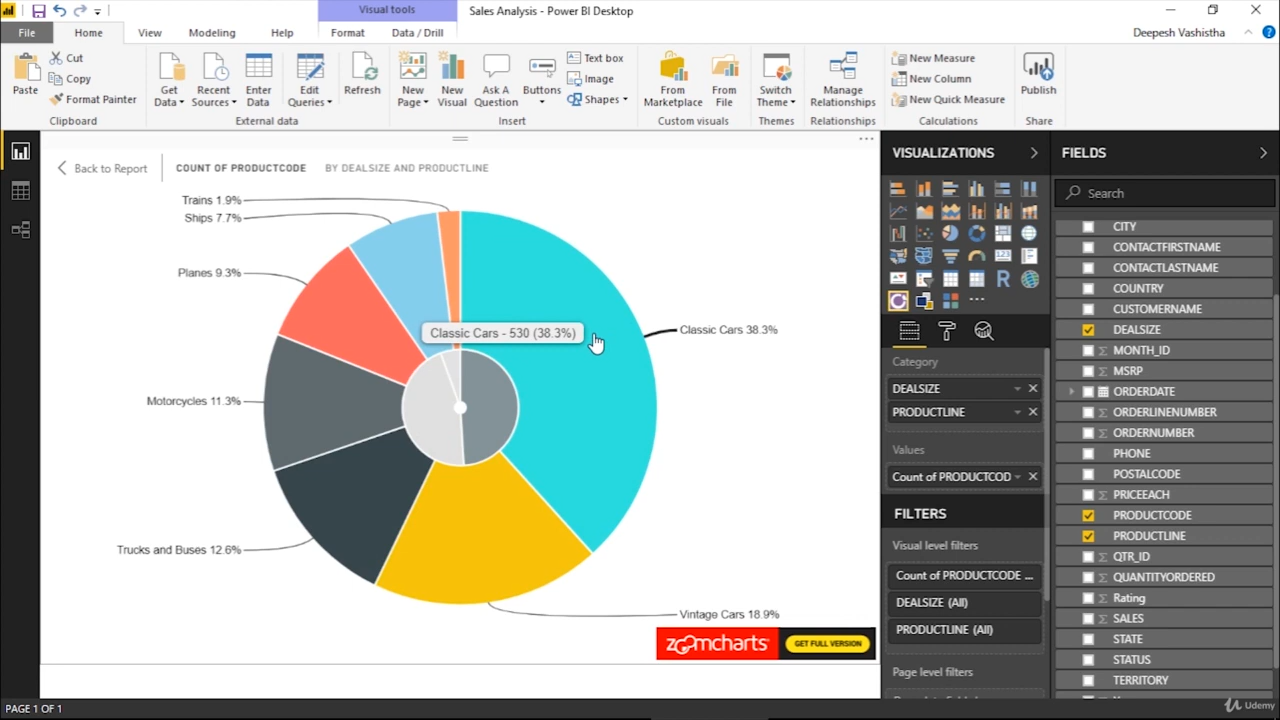 Visual tools
Sales Analysis - Power BI Desktop
File
Home
View
Modeling
Help
Format
Data / Drill
Deepesh Vashistha
Paste
Cut
Copy
Format Painter
Clipboard
Get Data
Recent Sources
Enter Data
Edit Queries
Refresh
External data
New Page
New Visual
Ask A Question
Buttons
Text box
Image
Shapes
Insert
From Marketplace
From File
Custom visuals
Switch Theme
Themes
Manage Relationships
Relationships
New Measure
New Column
New Quick Measure
Calculations
Publish
Share
Back to Report
COUNT OF PRODUCTCODE
BY DEALSIZE AND PRODUCTLINE
Trains 1.9%
Ships 7.7%
Planes 9.3%
Motorcycles 11.3%
Trucks and Buses 12.6%
Classic Cars - 530 (38.3%)
Classic Cars 38.3%
Vintage Cars 18.9%
zoomcharts
GET FULL VERSION
VISUALIZATIONS
123
R
Category
DEALSIZE
PRODUCTLINE
Values
Count of PRODUCTCOD
FILTERS
Visual level filters
Count of PRODUCTCODE ...
DEALSIZE (All)
PRODUCTLINE (All)
Page level filters
FIELDS
Search
CITY
CONTACTFIRSTNAME
CONTACTLASTNAME
COUNTRY
CUSTOMERNAME
DEALSIZE
MONTH_ID
MSRP
ORDERDATE
ORDERLINENUMBER
ORDERNUMBER
PHONE
POSTALCODE
PRICEEACH
PRODUCTCODE
PRODUCTLINE
QTR_ID
QUANTITYORDERED
Rating
SALES
STATE
STATUS
TERRITORY
PAGE 1 OF 1
Udemy